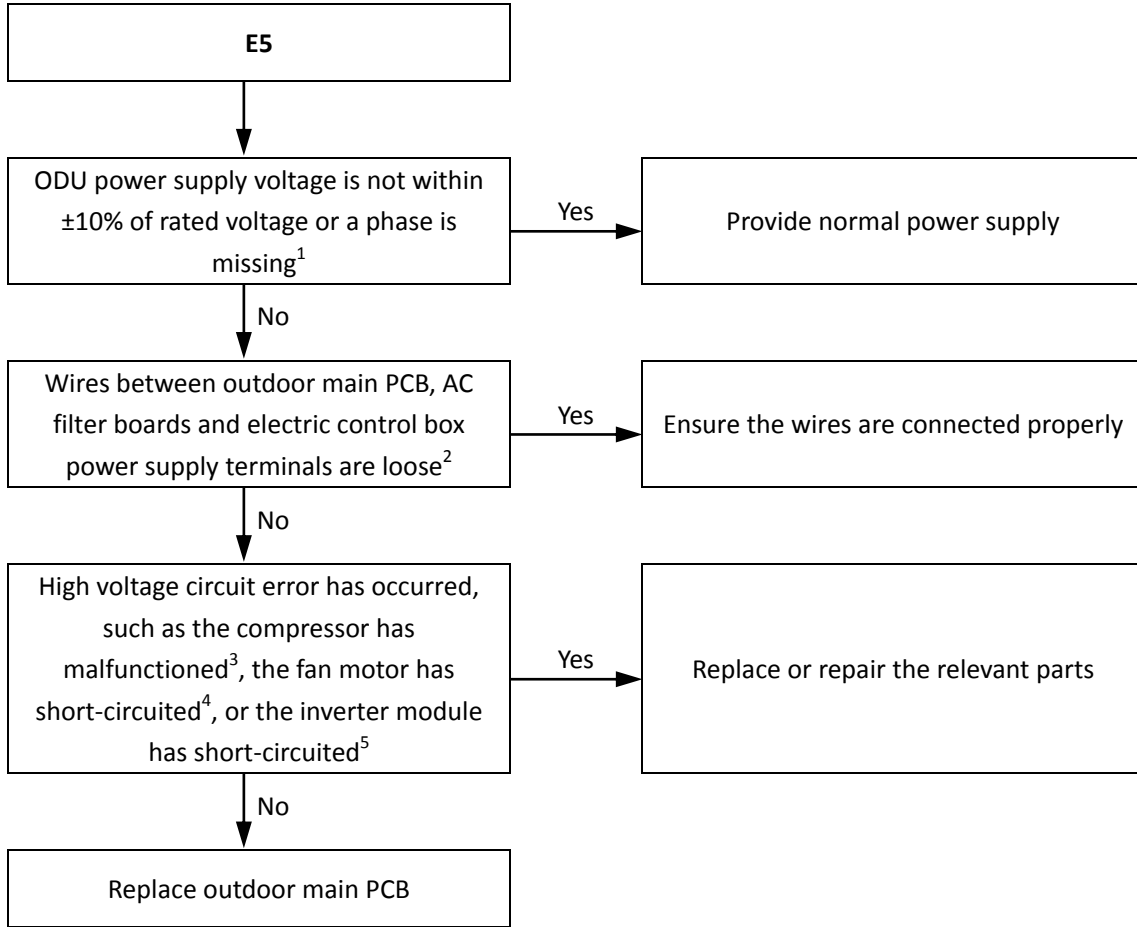 E5
ODU power supply voltage is not within
±10% of rated voltage or a phase is
missing¹
Yes
Provide normal power supply
No
Wires between outdoor main PCB, AC
filter boards and electric control box
power supply terminals are loose²
Yes
Ensure the wires are connected properly
No
High voltage circuit error has occurred,
such as the compressor has
malfunctioned³, the fan motor has
short-circuited⁴, or the inverter module
has short-circuited⁵
Yes
Replace or repair the relevant parts
No
Replace outdoor main PCB